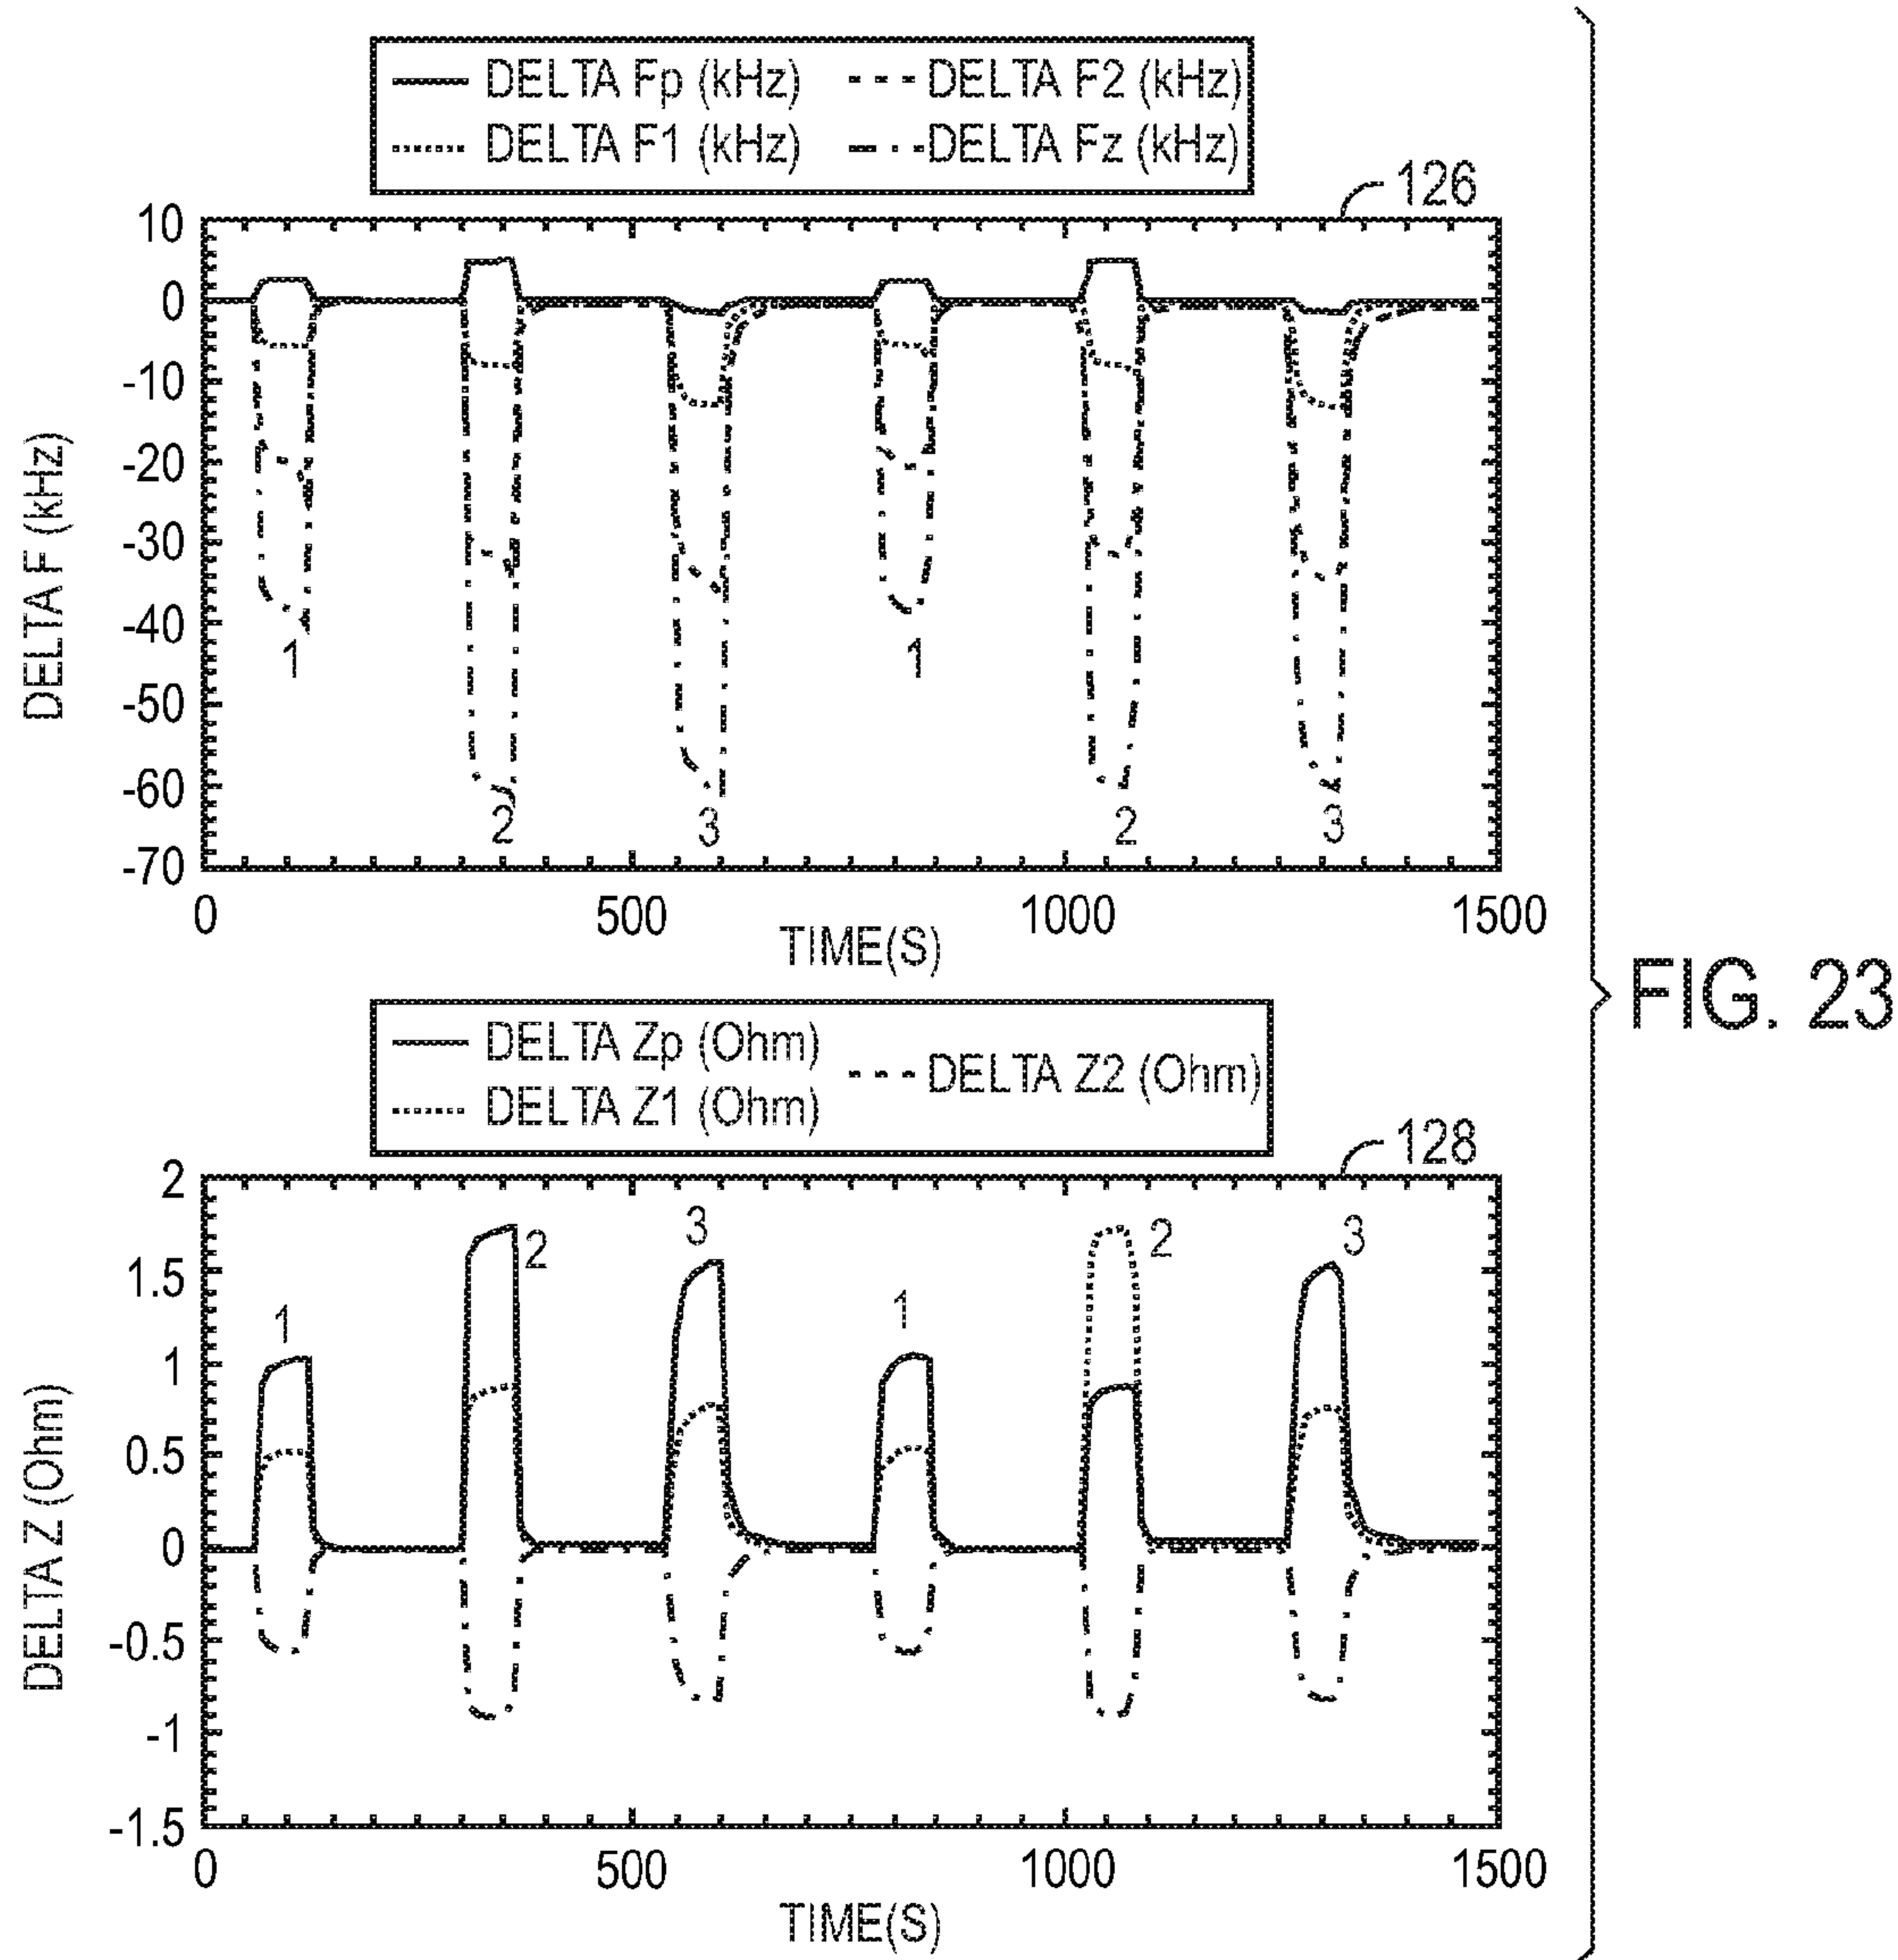 DELTA Fp (kHz) DELTA F2 (kHz)
DELTA F1 (kHz) DELTA Fz (kHz)
126
10
0
-10
-20
-30
-40
-50
-60
-70
DELTA F (kHz)
1
2
3
1
2
3
0 500 1000 1500
TIME(S)
FIG. 23
DELTA Zp (Ohm)
DELTA Z2 (Ohm)
DELTA Z1 (Ohm)
128
2
1.5
1
0.5
0
-0.5
-1
-1.5
DELTA Z (Ohm)
1
2
3
1
2
3
0 500 1000 1500
TIME(S)